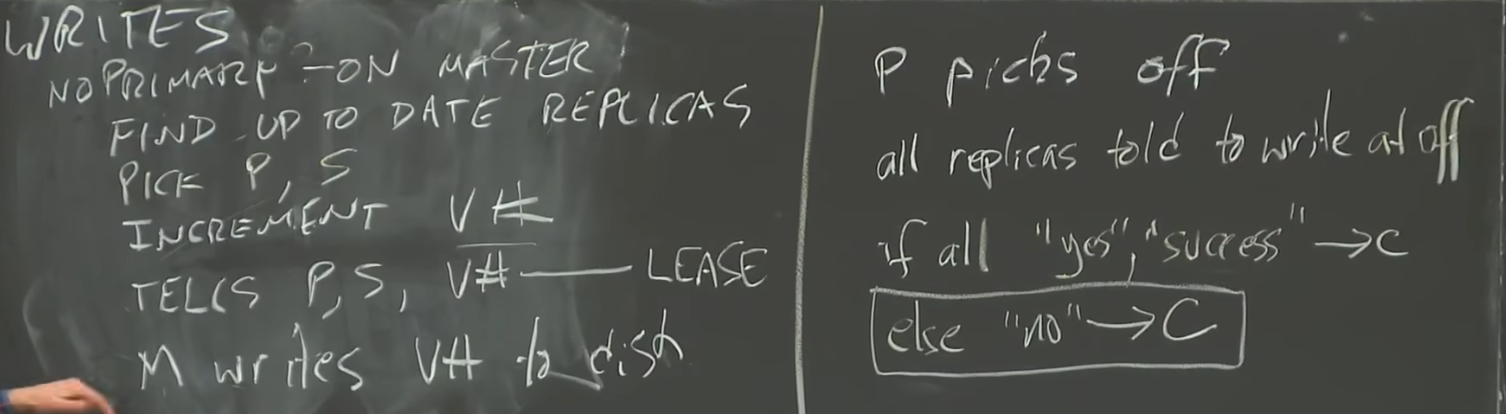 WRITES
NO PRIMARY - ON MASTER
FIND UP TO DATE REPLICAS
PICK P, S
INCREMENT V#
TELLS P, S, V# — LEASE
M writes V# to disk
P picks off
all replicas told to write at off
if all "yes", "success" → C
else "no" → C